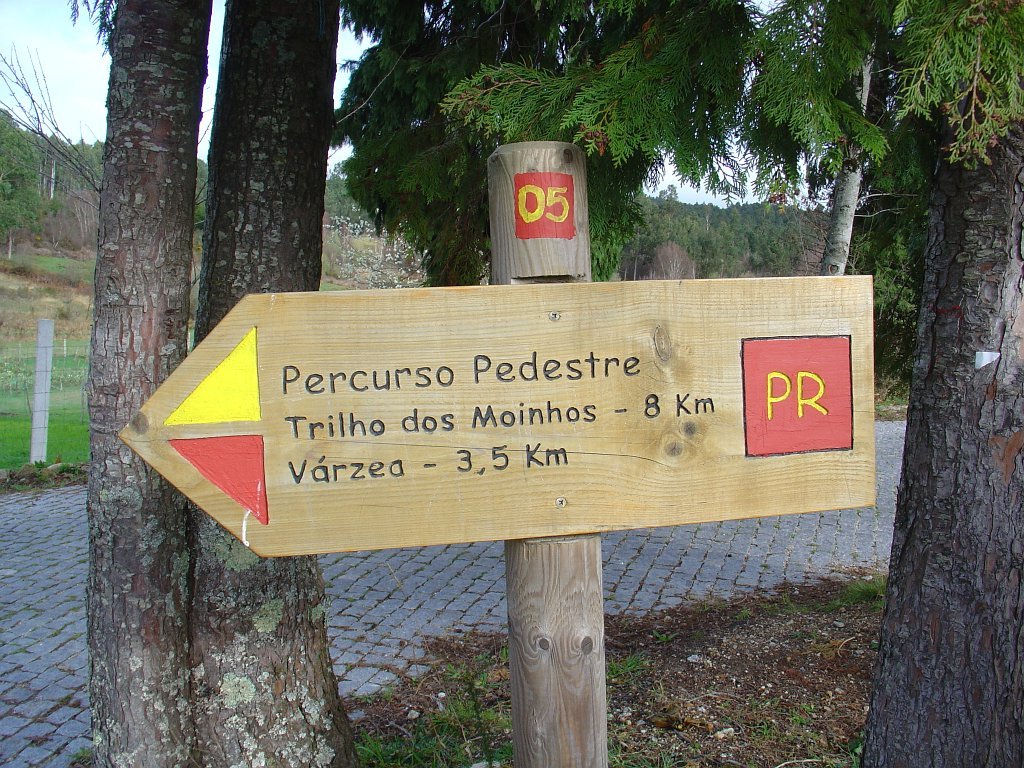 05
Percurso Pedestre
Trilho dos Moinhos - 8 Km
Várzea - 3,5 Km
PR